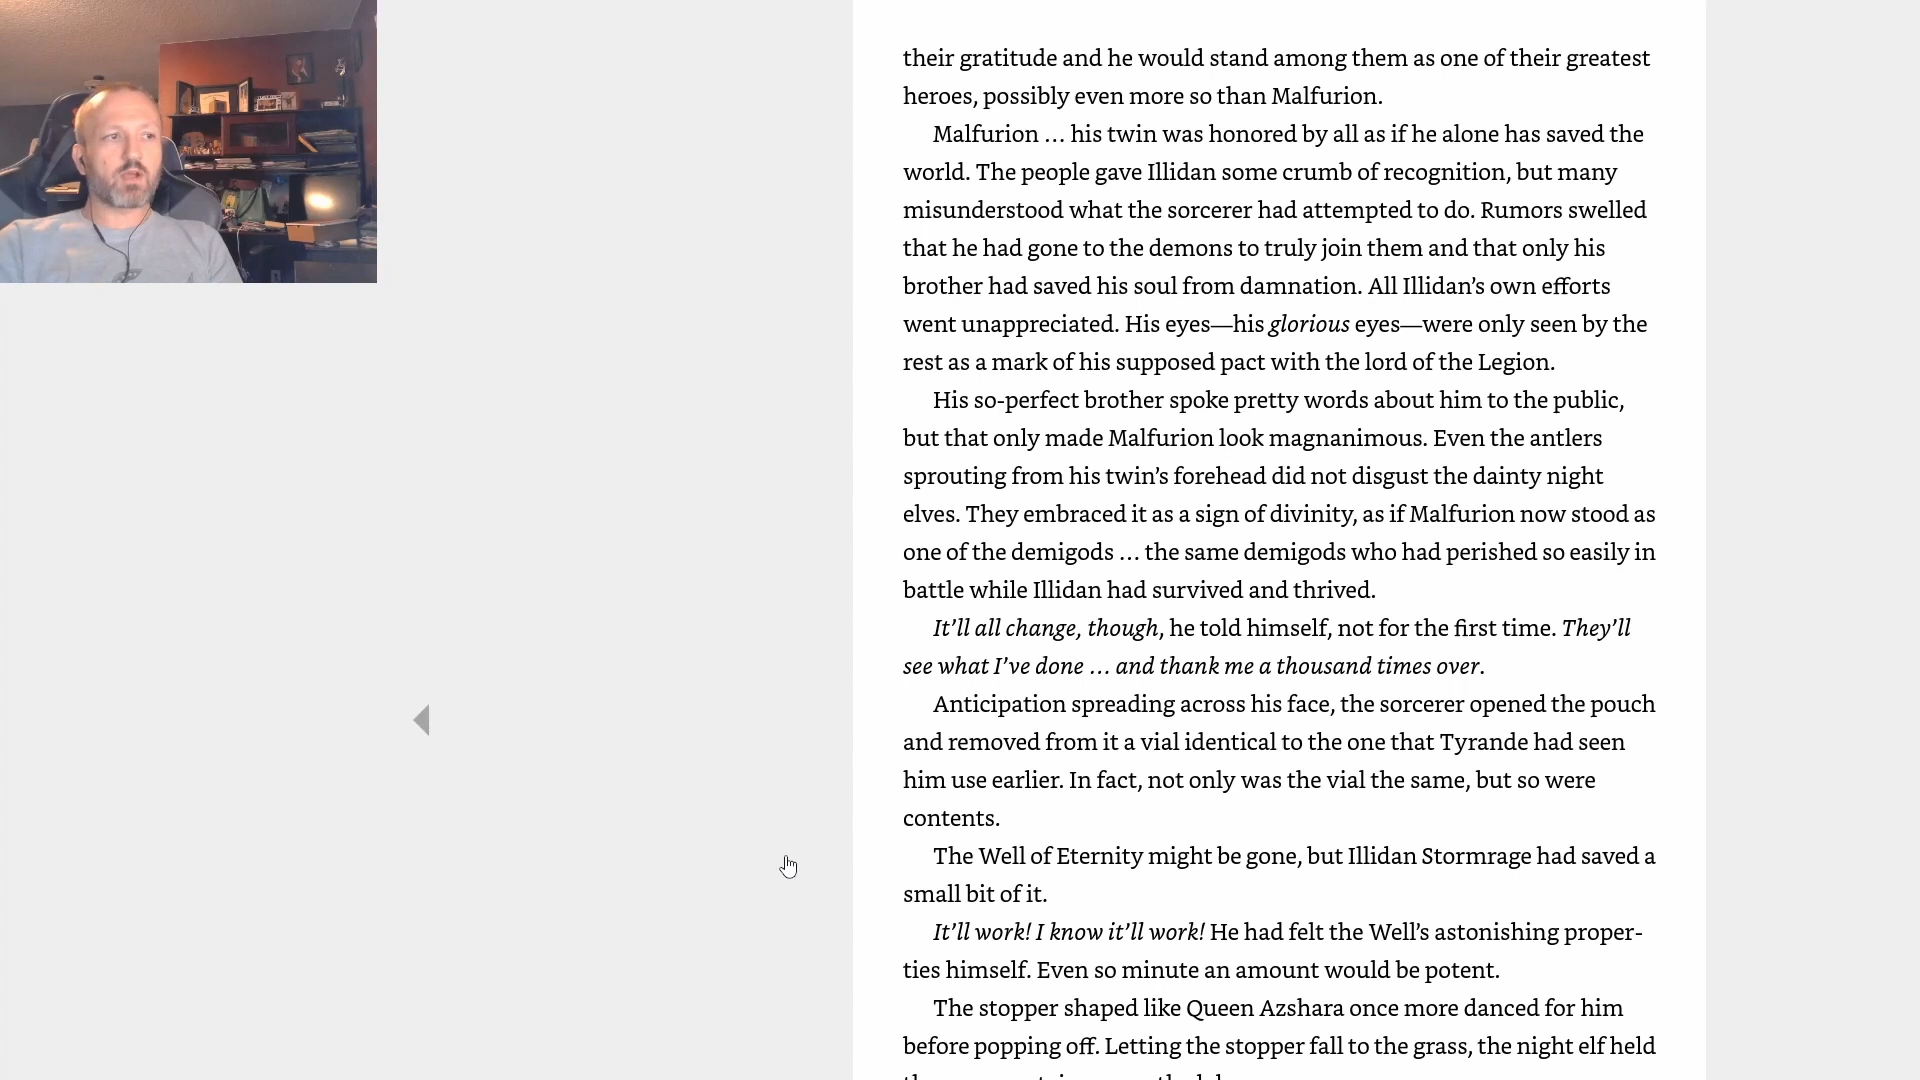 their gratitude and he would stand among them as one of their greatest
heroes, possibly even more so than Malfurion.
Malfurion … his twin was honored by all as if he alone has saved the
world. The people gave Illidan some crumb of recognition, but many
misunderstood what the sorcerer had attempted to do. Rumors swelled
that he had gone to the demons to truly join them and that only his
brother had saved his soul from damnation. All Illidan’s own efforts
went unappreciated. His eyes—his glorious eyes—were only seen by the
rest as a mark of his supposed pact with the lord of the Legion.
His so-perfect brother spoke pretty words about him to the public,
but that only made Malfurion look magnanimous. Even the antlers
sprouting from his twin’s forehead did not disgust the dainty night
elves. They embraced it as a sign of divinity, as if Malfurion now stood as
one of the demigods … the same demigods who had perished so easily in
battle while Illidan had survived and thrived.
It’ll all change, though, he told himself, not for the first time. They’ll
see what I’ve done … and thank me a thousand times over.
Anticipation spreading across his face, the sorcerer opened the pouch
and removed from it a vial identical to the one that Tyrande had seen
him use earlier. In fact, not only was the vial the same, but so were
contents.
The Well of Eternity might be gone, but Illidan Stormrage had saved a
small bit of it.
It’ll work! I know it’ll work! He had felt the Well’s astonishing proper-
ties himself. Even so minute an amount would be potent.
The stopper shaped like Queen Azshara once more danced for him
before popping off. Letting the stopper fall to the grass, the night elf held